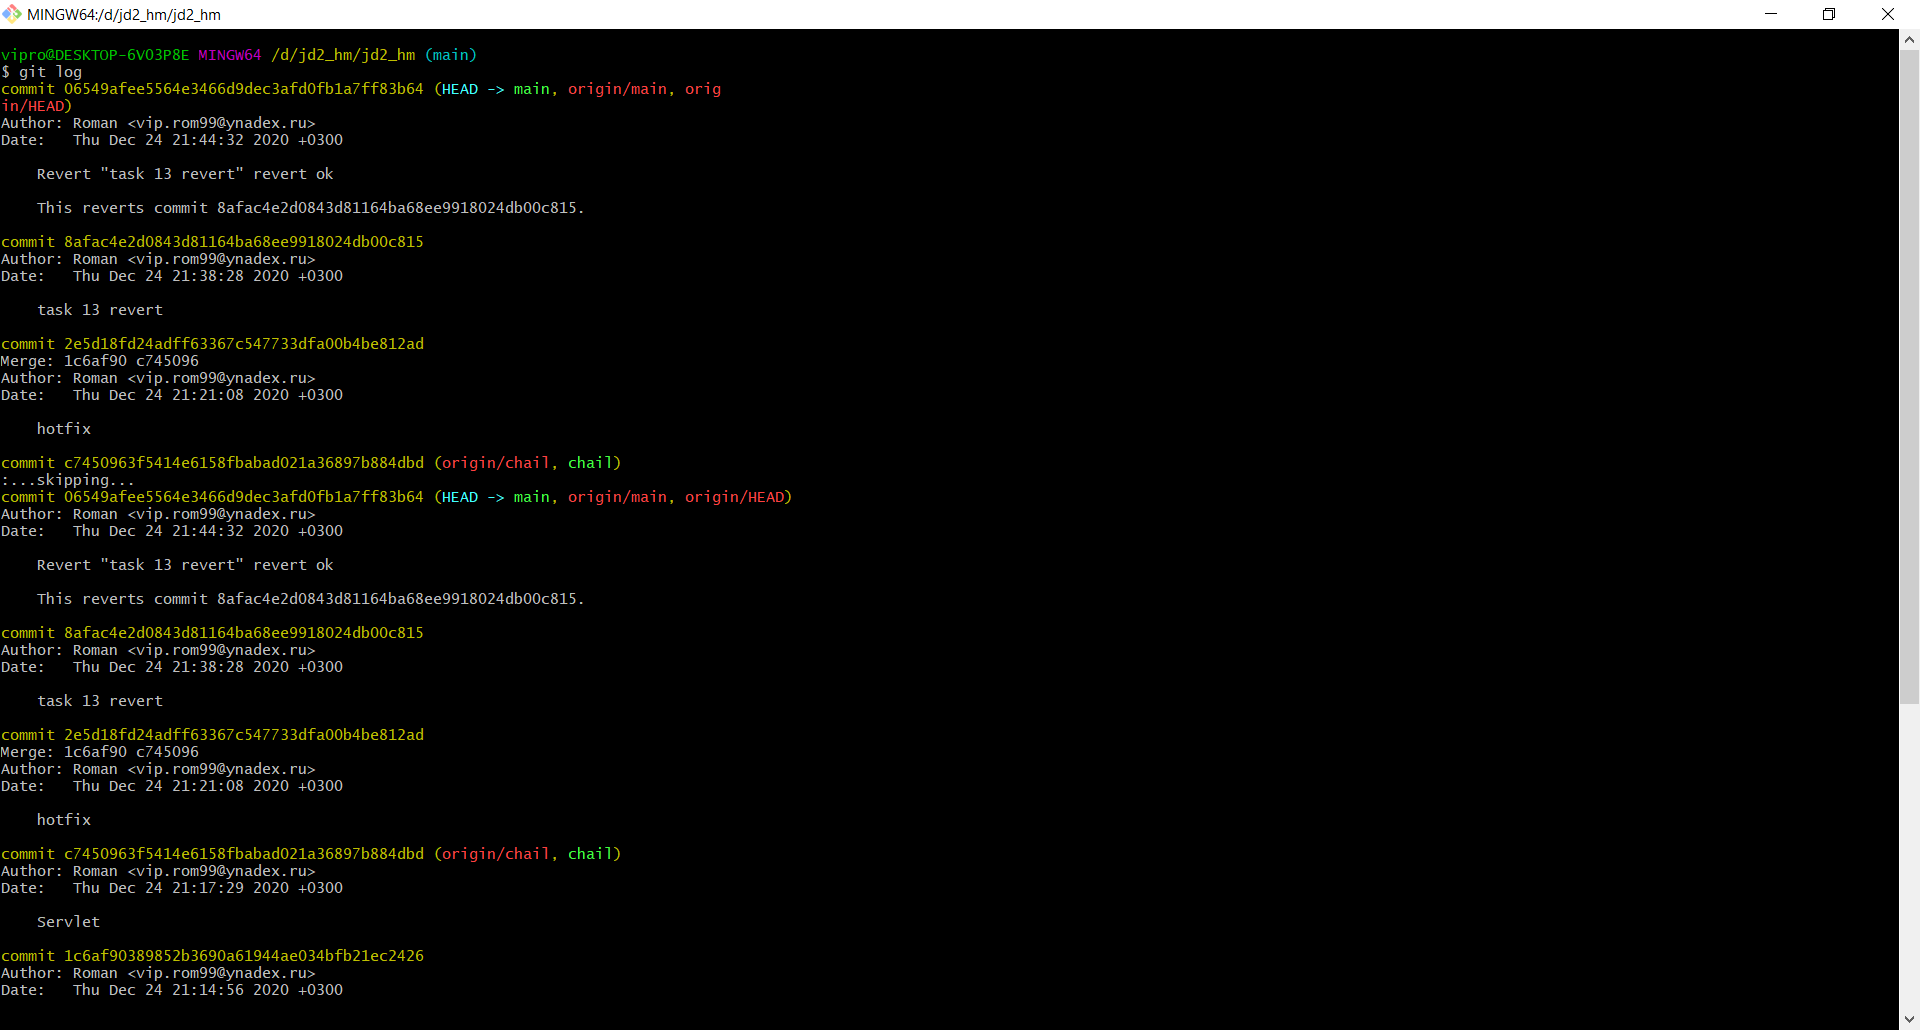 MINGW64:/d/jd2_hm/jd2_hm
vipro@DESKTOP-6VO3P8E MINGW64 /d/jd2_hm/jd2_hm (main)
$ git log
commit 06549afee5564e3466d9dec3afd0fb1a7ff83b64 (HEAD -> main, origin/main, orig
in/HEAD)
Author: Roman <vip.rom99@ynadex.ru>
Date:   Thu Dec 24 21:44:32 2020 +0300
    Revert "task 13 revert" revert ok
    This reverts commit 8afac4e2d0843d81164ba68ee9918024db00c815.
commit 8afac4e2d0843d81164ba68ee9918024db00c815
Author: Roman <vip.rom99@ynadex.ru>
Date:   Thu Dec 24 21:38:28 2020 +0300
    task 13 revert
commit 2e5d18fd24adff63367c547733dfa00b4be812ad
Merge: 1c6af90 c745096
Author: Roman <vip.rom99@ynadex.ru>
Date:   Thu Dec 24 21:21:08 2020 +0300
    hotfix
commit c7450963f5414e6158fbabad021a36897b884dbd (origin/chail, chail)
:...skipping...
commit 06549afee5564e3466d9dec3afd0fb1a7ff83b64 (HEAD -> main, origin/main, origin/HEAD)
Author: Roman <vip.rom99@ynadex.ru>
Date:   Thu Dec 24 21:44:32 2020 +0300
    Revert "task 13 revert" revert ok
    This reverts commit 8afac4e2d0843d81164ba68ee9918024db00c815.
commit 8afac4e2d0843d81164ba68ee9918024db00c815
Author: Roman <vip.rom99@ynadex.ru>
Date:   Thu Dec 24 21:38:28 2020 +0300
    task 13 revert
commit 2e5d18fd24adff63367c547733dfa00b4be812ad
Merge: 1c6af90 c745096
Author: Roman <vip.rom99@ynadex.ru>
Date:   Thu Dec 24 21:21:08 2020 +0300
    hotfix
commit c7450963f5414e6158fbabad021a36897b884dbd (origin/chail, chail)
Author: Roman <vip.rom99@ynadex.ru>
Date:   Thu Dec 24 21:17:29 2020 +0300
    Servlet
commit 1c6af90389852b3690a61944ae034bfb21ec2426
Author: Roman <vip.rom99@ynadex.ru>
Date:   Thu Dec 24 21:14:56 2020 +0300